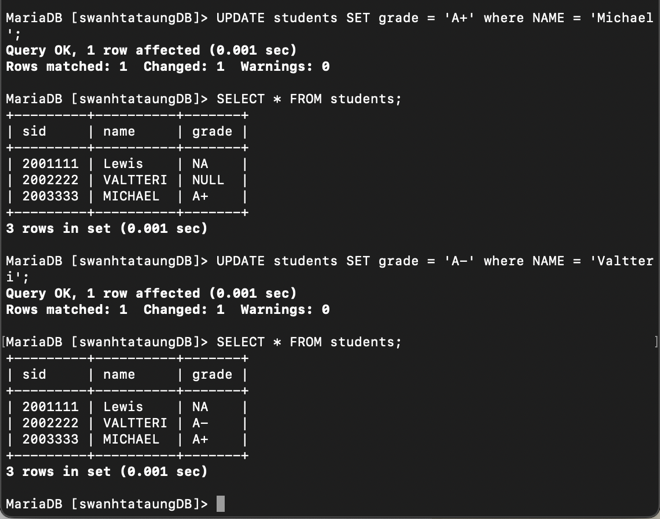 MariaDB [swanhtataungDB]> UPDATE students SET grade = 'A+' where NAME = 'Michael
';
Query OK, 1 row affected (0.001 sec)
Rows matched: 1  Changed: 1  Warnings: 0

MariaDB [swanhtataungDB]> SELECT * FROM students;
+---------+----------+-------+
| sid     | name     | grade |
+---------+----------+-------+
| 2001111 | Lewis    | NA    |
| 2002222 | VALTTERI | NULL  |
| 2003333 | MICHAEL  | A+    |
+---------+----------+-------+
3 rows in set (0.001 sec)

MariaDB [swanhtataungDB]> UPDATE students SET grade = 'A-' where NAME = 'Valtter
i';
Query OK, 1 row affected (0.001 sec)
Rows matched: 1  Changed: 1  Warnings: 0

[MariaDB [swanhtataungDB]> SELECT * FROM students; ]
+---------+----------+-------+
| sid     | name     | grade |
+---------+----------+-------+
| 2001111 | Lewis    | NA    |
| 2002222 | VALTTERI | A-    |
| 2003333 | MICHAEL  | A+    |
+---------+----------+-------+
3 rows in set (0.001 sec)

MariaDB [swanhtataungDB]>